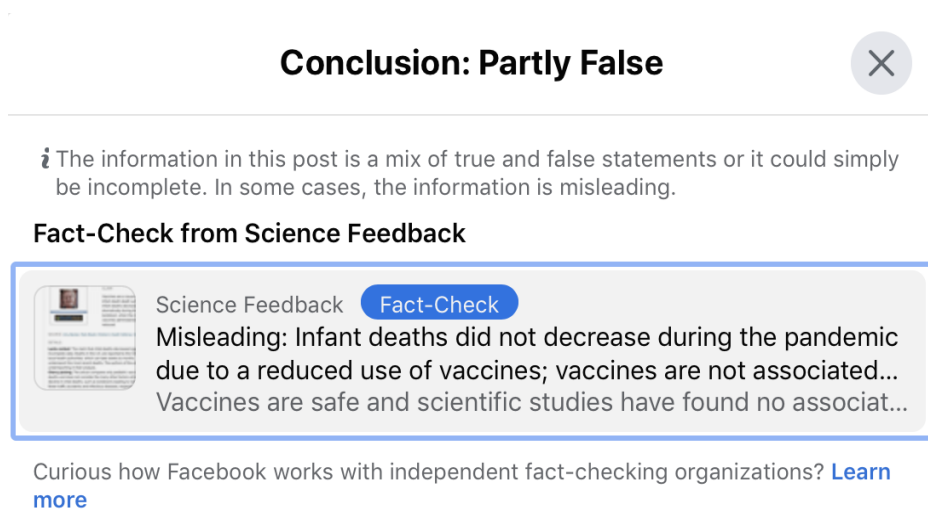 Conclusion: Partly False
The information in this post is a mix of true and false statements or it could simply
be incomplete. In some cases, the information is misleading.
Fact-Check from Science Feedback
Science Feedback Fact-Check
Misleading: Infant deaths did not decrease during the pandemic
due to a reduced use of vaccines; vaccines are not associated...
Vaccines are safe and scientific studies have found no associat...
Curious how Facebook works with independent fact-checking organizations? Learn
more